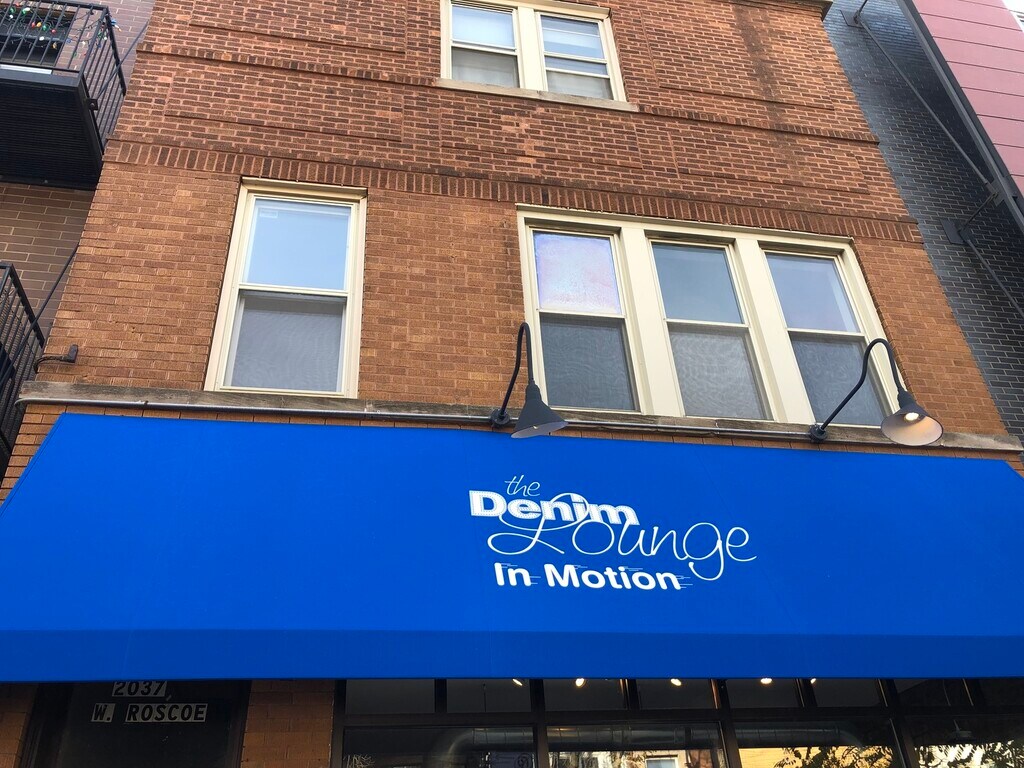 the
Denim
Lounge
In Motion
2037
W. ROSCOE